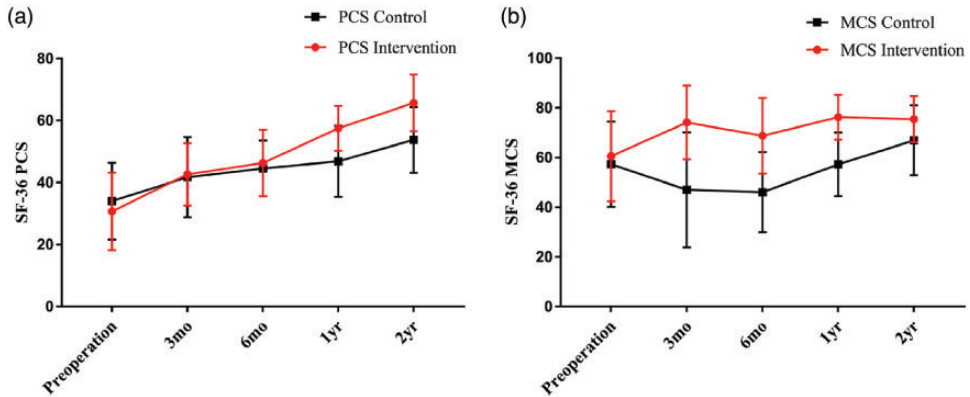 (a)
PCS Control
PCS Intervention
80
60
40
20
0
SF-36 PCS
Preoperation
3mo
6mo
1yr
2yr
(b)
MCS Control
MCS Intervention
100
80
60
40
20
0
SF-36 MCS
Preoperation
3mo
6mo
1yr
2yr